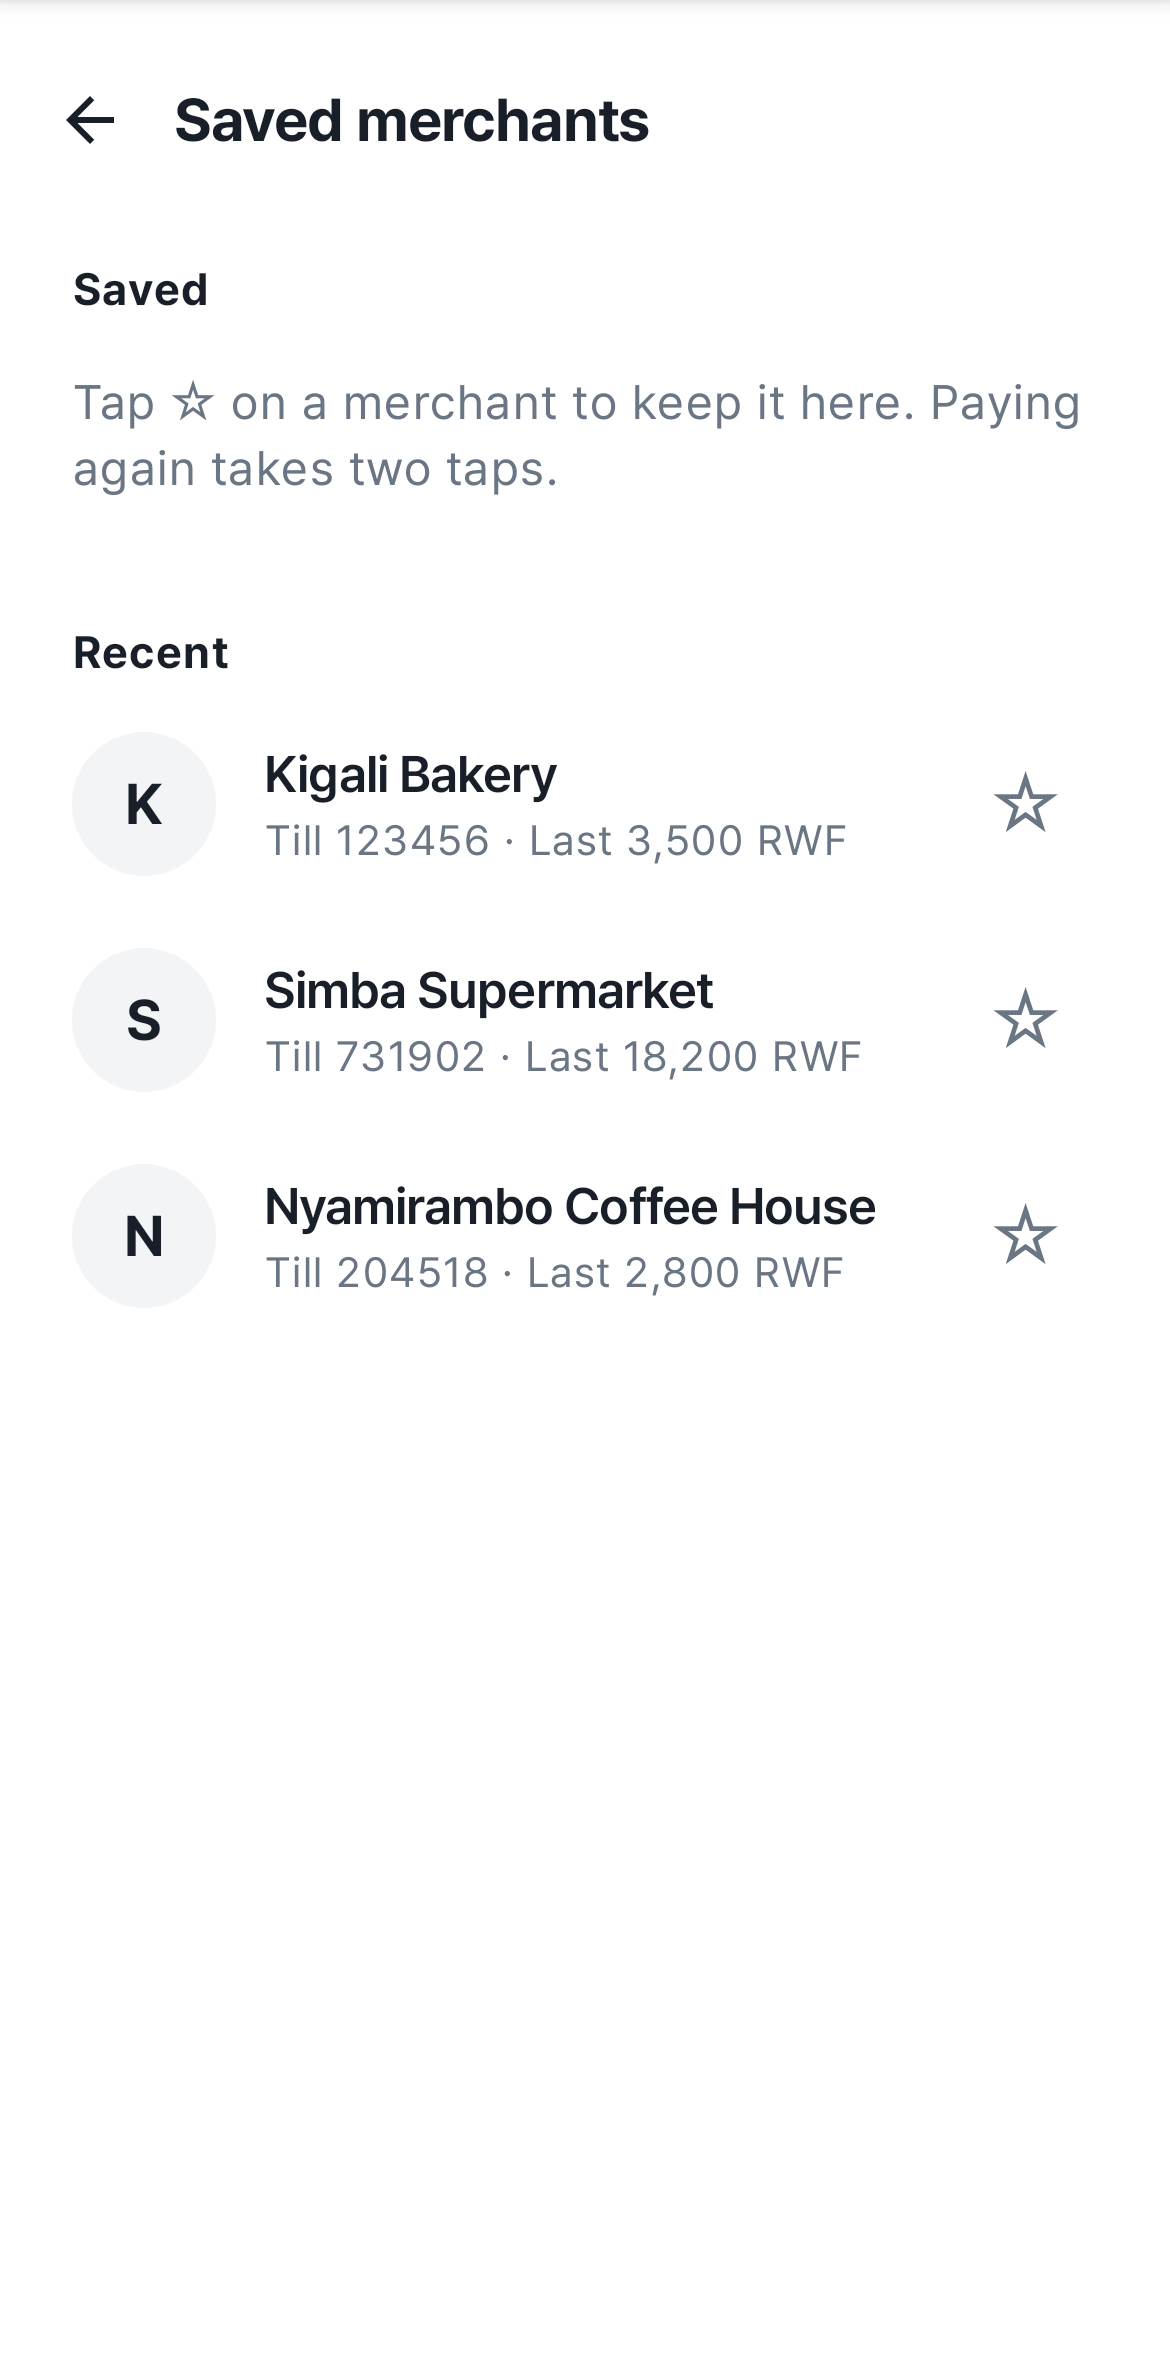 Saved merchants
Saved
Tap ☆ on a merchant to keep it here. Paying
again takes two taps.
Recent
K
Kigali Bakery
Till 123456 · Last 3,500 RWF
S
Simba Supermarket
Till 731902 · Last 18,200 RWF
N
Nyamirambo Coffee House
Till 204518 · Last 2,800 RWF